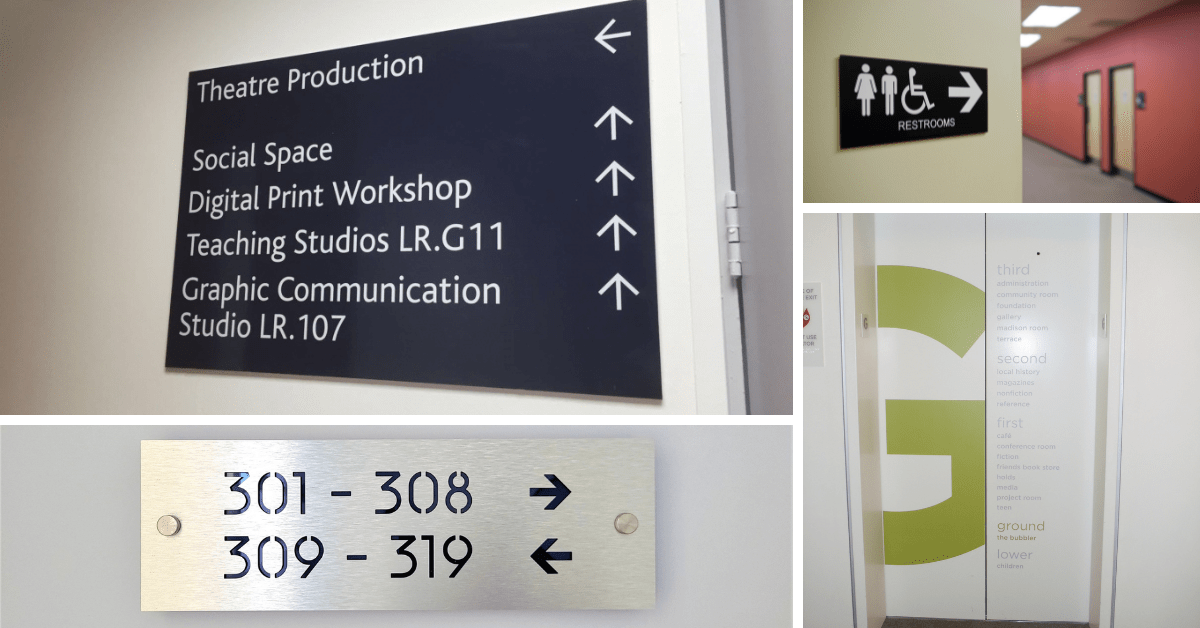 Theatre Production
Social Space
Digital Print Workshop
Teaching Studios LR.G11
Graphic Communication
Studio LR.107
RESTROOMS
301 - 308
309 - 319
G
third
administration
community room
foundation
gallery
madison room
terrace
second
local history
magazines
nonfiction
reference
first
café
conference room
fiction
friends book store
holds
media
project room
teen
ground
the bubbler
lower
children